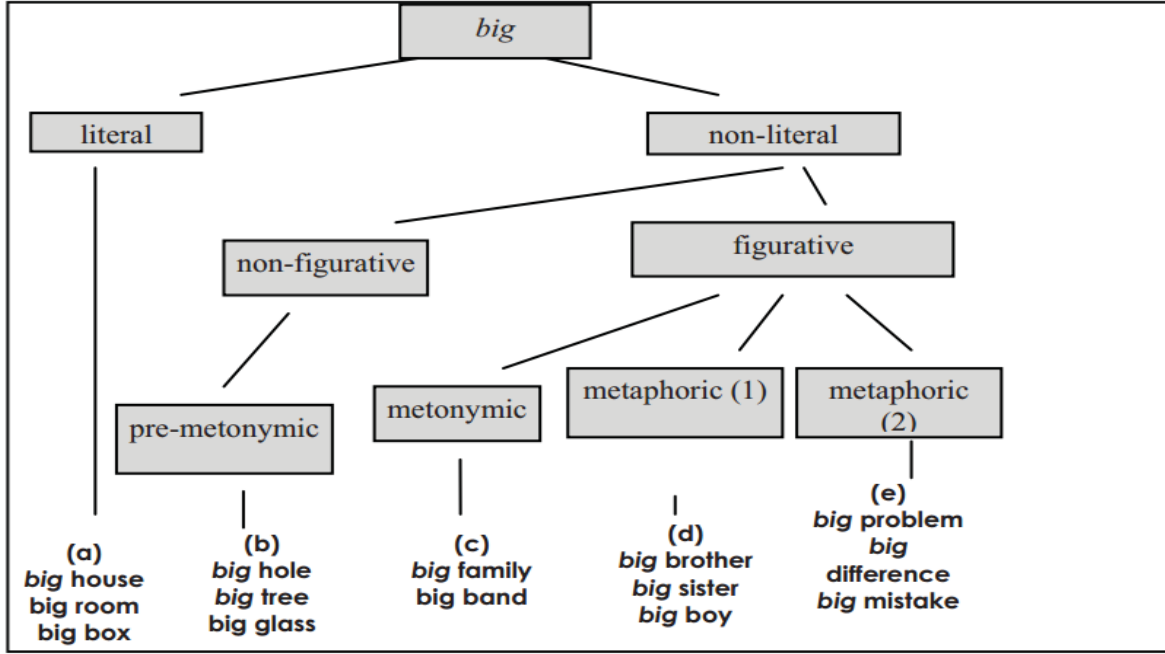 big
literal
non-literal
non-figurative
figurative
pre-metonymic
metonymic
metaphoric (1)
metaphoric
(2)
(a)
big house
big room
big box
(b)
big hole
big tree
big glass
(c)
big family
big band
(d)
big brother
big sister
big boy
(e)
big problem
big
difference
big mistake